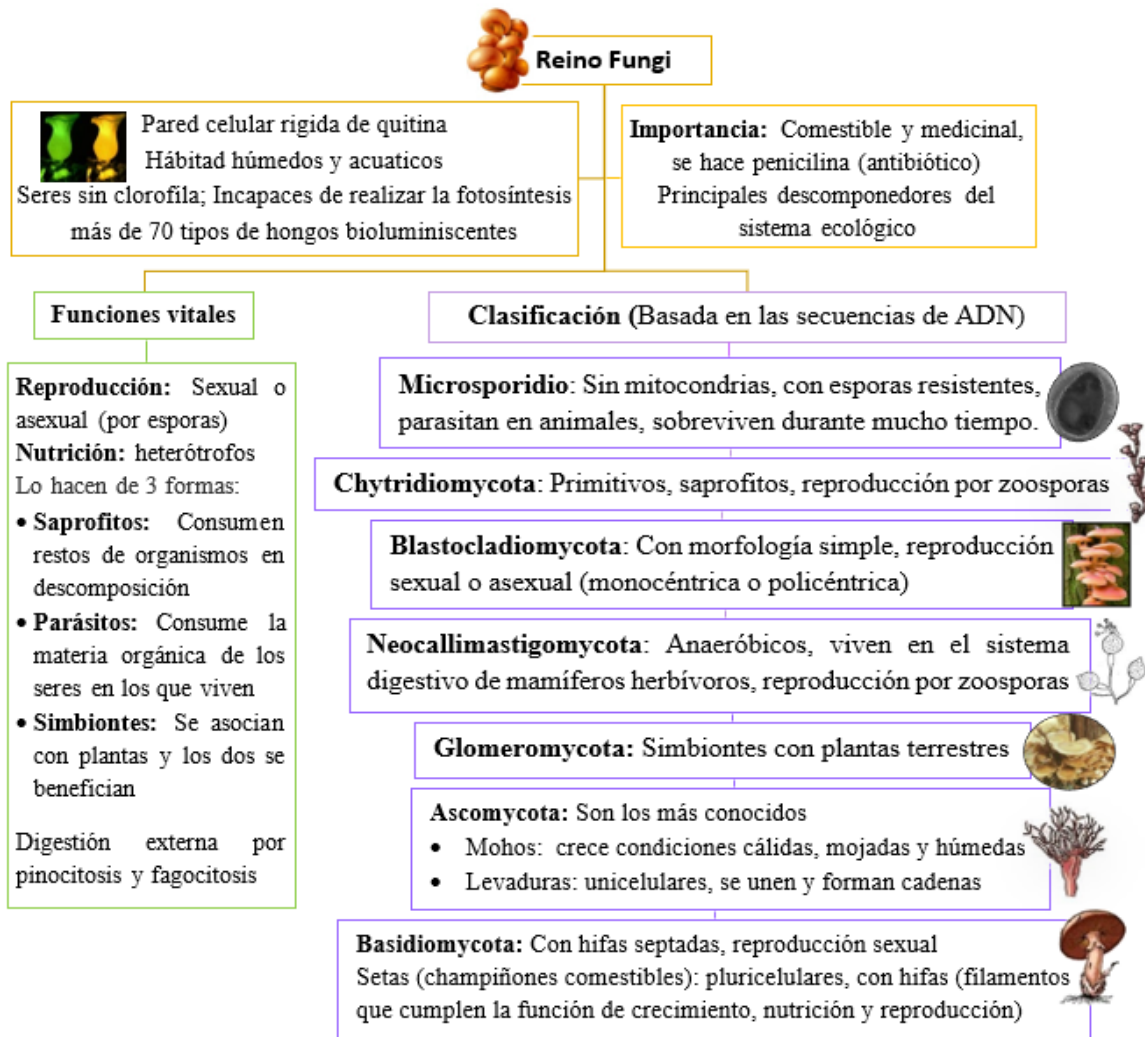 Reino Fungi
Pared celular rigida de quitina
Hábitad húmedos y acuaticos
Seres sin clorofíla; Incapaces de realizar la fotosíntesis
más de 70 tipos de hongos bioluminiscentes
Importancia: Comestible y medicinal,
se hace penicilina (antibiótico)
Principales descomponedores del
sistema ecológico
Funciones vitales
Reproducción: Sexual o
asexual (por esporas)
Nutrición: heterótrofos
Lo hacen de 3 formas:
• Saprofitos: Consumen
restos de organismos en
descomposición
• Parásitos: Consume la
materia orgánica de los
seres en los que viven
• Simbiontes: Se asocian
con plantas y los dos se
benefician
Digestión externa por
pinocitosis y fagocitosis
Clasificación (Basada en las secuencias de ADN)
Microsporidio: Sin mitocondrias, con esporas resistentes,
parasitan en animales, sobreviven durante mucho tiempo.
Chytridiomycota: Primitivos, saprofitos, reproducción por zoosporas
Blastocladiomycota: Con morfología simple, reproducción
sexual o asexual (monocéntrica o policéntrica)
Neocallimastigomycota: Anaeróbicos, viven en el sistema
digestivo de mamíferos herbívoros, reproducción por zoosporas
Glomeromycota: Simbiontes con plantas terrestres
Ascomycota: Son los más conocidos
• Mohos: crece condiciones cálidas, mojadas y húmedas
• Levaduras: unicelulares, se unen y forman cadenas
Basidiomycota: Con hifas septadas, reproducción sexual
Setas (champiñones comestibles): pluricelulares, con hifas (filamentos
que cumplen la función de crecimiento, nutrición y reproducción)